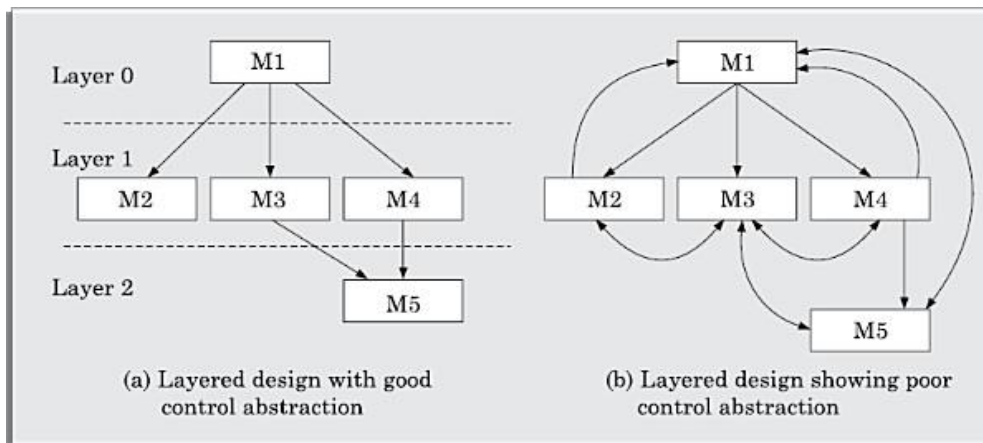 Layer 0
M1
Layer 1
M2 M3 M4
Layer 2
M5
(a) Layered design with good
control abstraction
M1
M2 M3 M4
M5
(b) Layered design showing poor
control abstraction